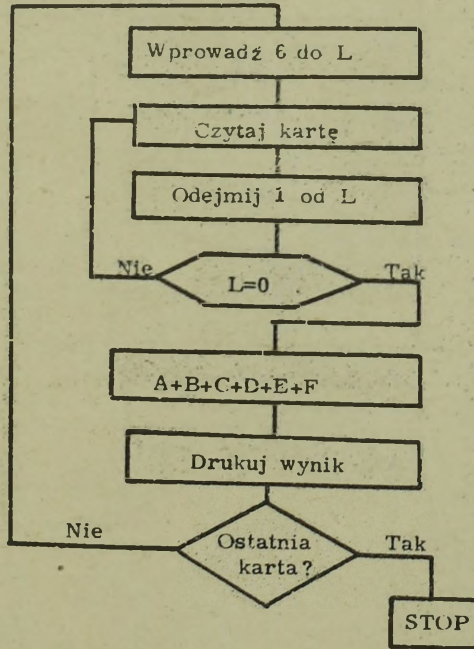 Wprowadź 6 do L
Czytaj kartę
Odejmij 1 od L
Nie
L=0
Tak
A+B+C+D+E+F
Drukuj wynik
Nie
Ostatnia
karta?
Tak
STOP